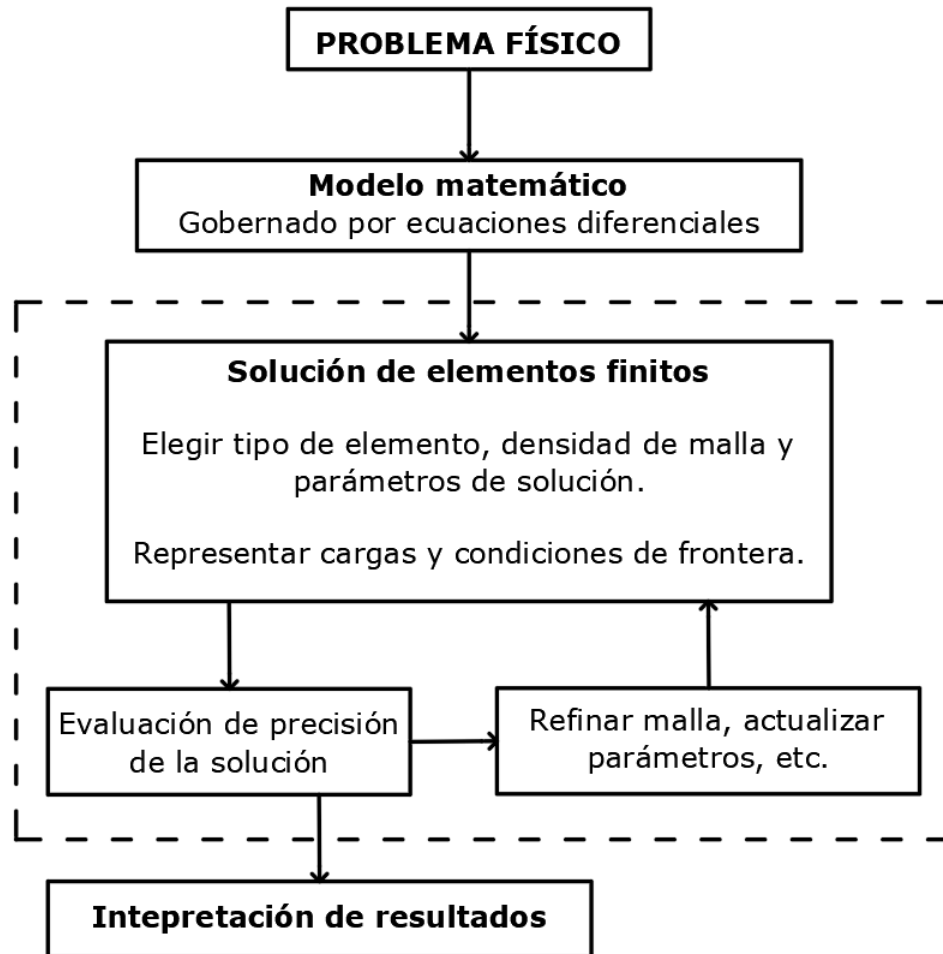 PROBLEMA FÍSICO
Modelo matemático
Gobernado por ecuaciones diferenciales
Solución de elementos finitos
Elegir tipo de elemento, densidad de malla y
parámetros de solución.
Representar cargas y condiciones de frontera.
Evaluación de precisión
de la solución
Refinar malla, actualizar
parámetros, etc.
Intepretación de resultados